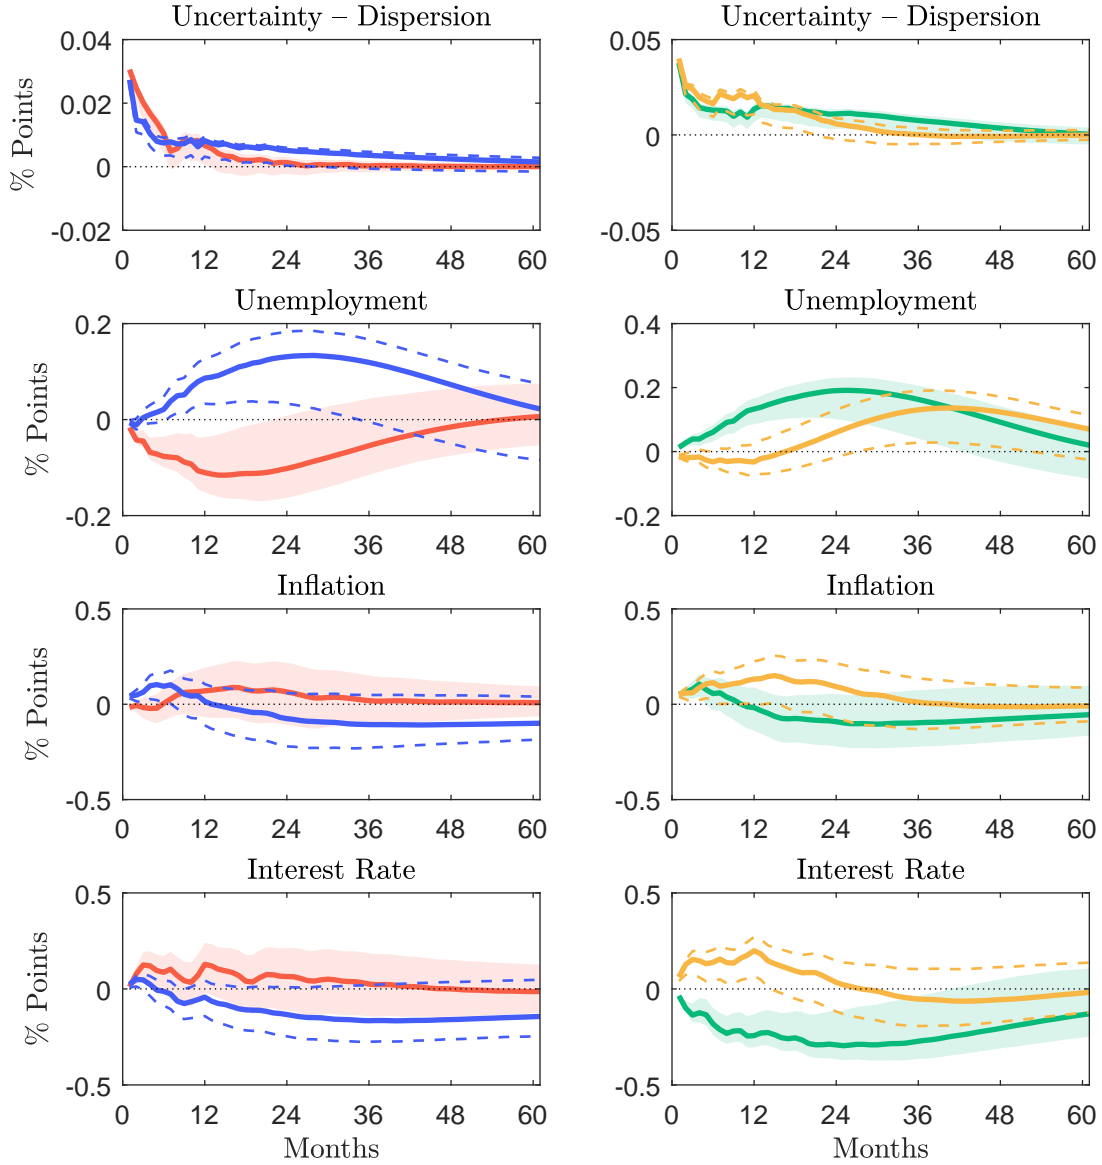 Uncertainty – Dispersion
% Points
0.04
0.02
0
-0.02
0 12 24 36 48 60
Uncertainty – Dispersion
0.05
0
-0.05
0 12 24 36 48 60
Unemployment
% Points
0.2
0
-0.2
0 12 24 36 48 60
Unemployment
0.4
0.2
0
-0.2
0 12 24 36 48 60
Inflation
% Points
0.5
0
-0.5
0 12 24 36 48 60
Inflation
0.5
0
-0.5
0 12 24 36 48 60
Interest Rate
% Points
0.5
0
-0.5
0 12 24 36 48 60
Months
Interest Rate
0.5
0
-0.5
0 12 24 36 48 60
Months